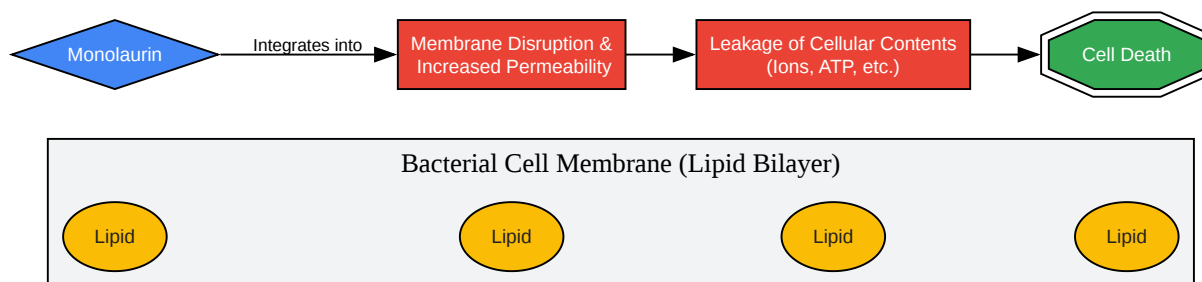 Monolaurin
Integrates into
Membrane Disruption &
Increased Permeability
Leakage of Cellular Contents
(Ions, ATP, etc.)
Cell Death
Bacterial Cell Membrane (Lipid Bilayer)
Lipid
Lipid
Lipid
Lipid